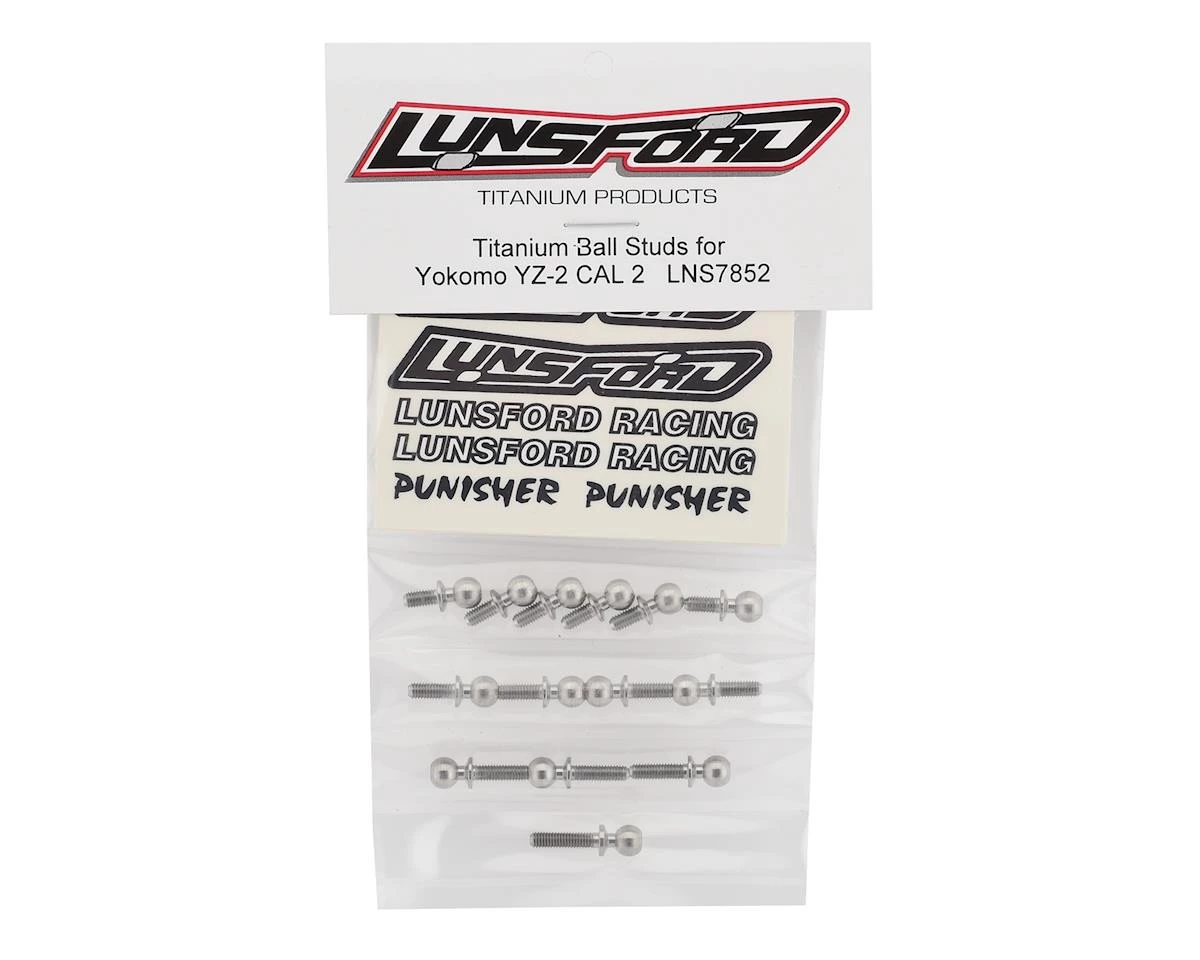 LUNSFORD
TITANIUM PRODUCTS
Titanium Ball Studs for
Yokomo YZ-2 CAL 2 LNS7852
LUNSFORD
LUNSFORD RACING
LUNSFORD RACING
PUNISHER PUNISHER